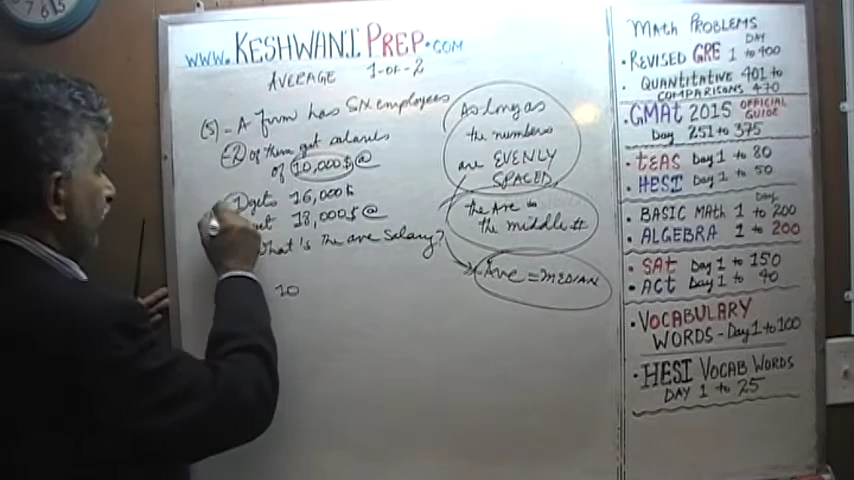 www.KESHWANIPREP.COM
AVERAGE 1-OF-2
(5) - A firm has SIX employees
2 of them get salaries
of 10,000$ @
1 gets 16,000$
get 18,000$ @
What's the ave salary?
10
As long as
the numbers
are EVENLY
SPACED
the Ave is
the middle #
Ave = MEDIAN
MATH PROBLEMS
DAY
• REVISED GRE 1 to 400
• QUANTITATIVE 401 to
COMPARISONS 470
• GMAT 2015 OFFICIAL
GUIDE
Day 251 to 375
• TEAS Day 1 to 80
• HESI Day 1 to 50
Day
• BASIC MATH 1 to 200
• ALGEBRA 1 to 200
• SAT Day 1 to 150
• ACT Day 1 to 40
• VOCABULARY
WORDS - Day 1 to 100
• HESI VOCAB WORDS
DAY 1 to 25